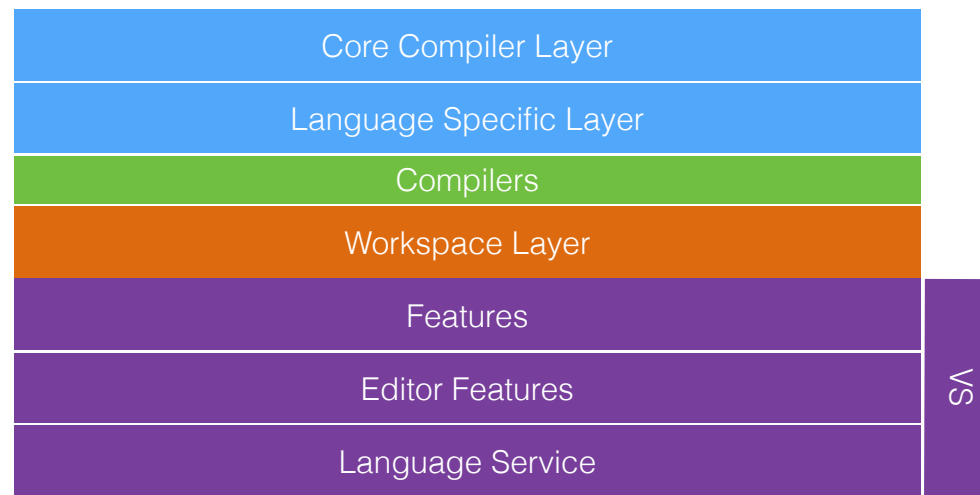 Core Compiler Layer
Language Specific Layer
Compilers
Workspace Layer
Features
Editor Features
Language Service
VS